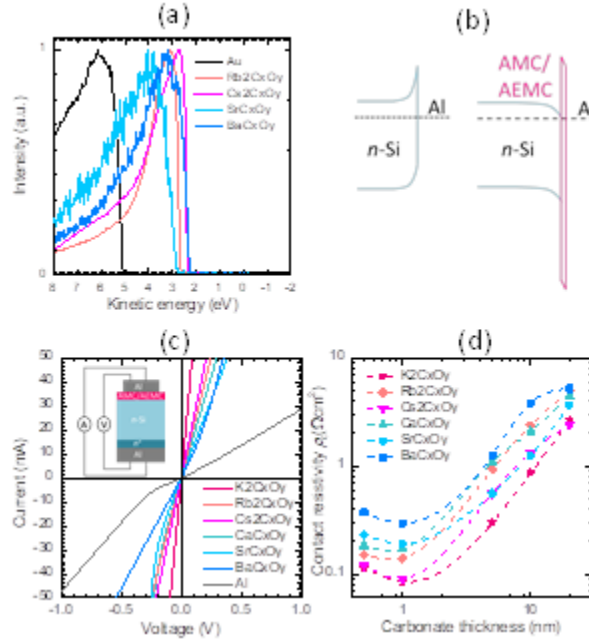 (a)
Intensity (a.u.)
1
0
Au
Rb2CxOy
Cs2CxOy
SrCxOy
BaCxOy
8 7 6 5 4 3 2 1 0 -1 -2
Kinetic energy (eV)
(b)
Al
n-Si
AMC/
AEMC
A
n-Si
(c)
Current (mA)
50
40
30
20
10
0
-10
-20
-30
-40
-50
Al
AMC/AEMC
n-Si
n+
Al
A
V
K2CxOy
Rb2CxOy
Cs2CxOy
CaCxOy
SrCxOy
BaCxOy
Al
-1.0 -0.5 0.0 0.5 1.0
Voltage (V)
(d)
Contact resistivity ρc(Ωcm2)
10
1
0.1
K2CxOy
Rb2CxOy
Cs2CxOy
CaCxOy
SrCxOy
BaCxOy
1 10
Carbonate thickness (nm)